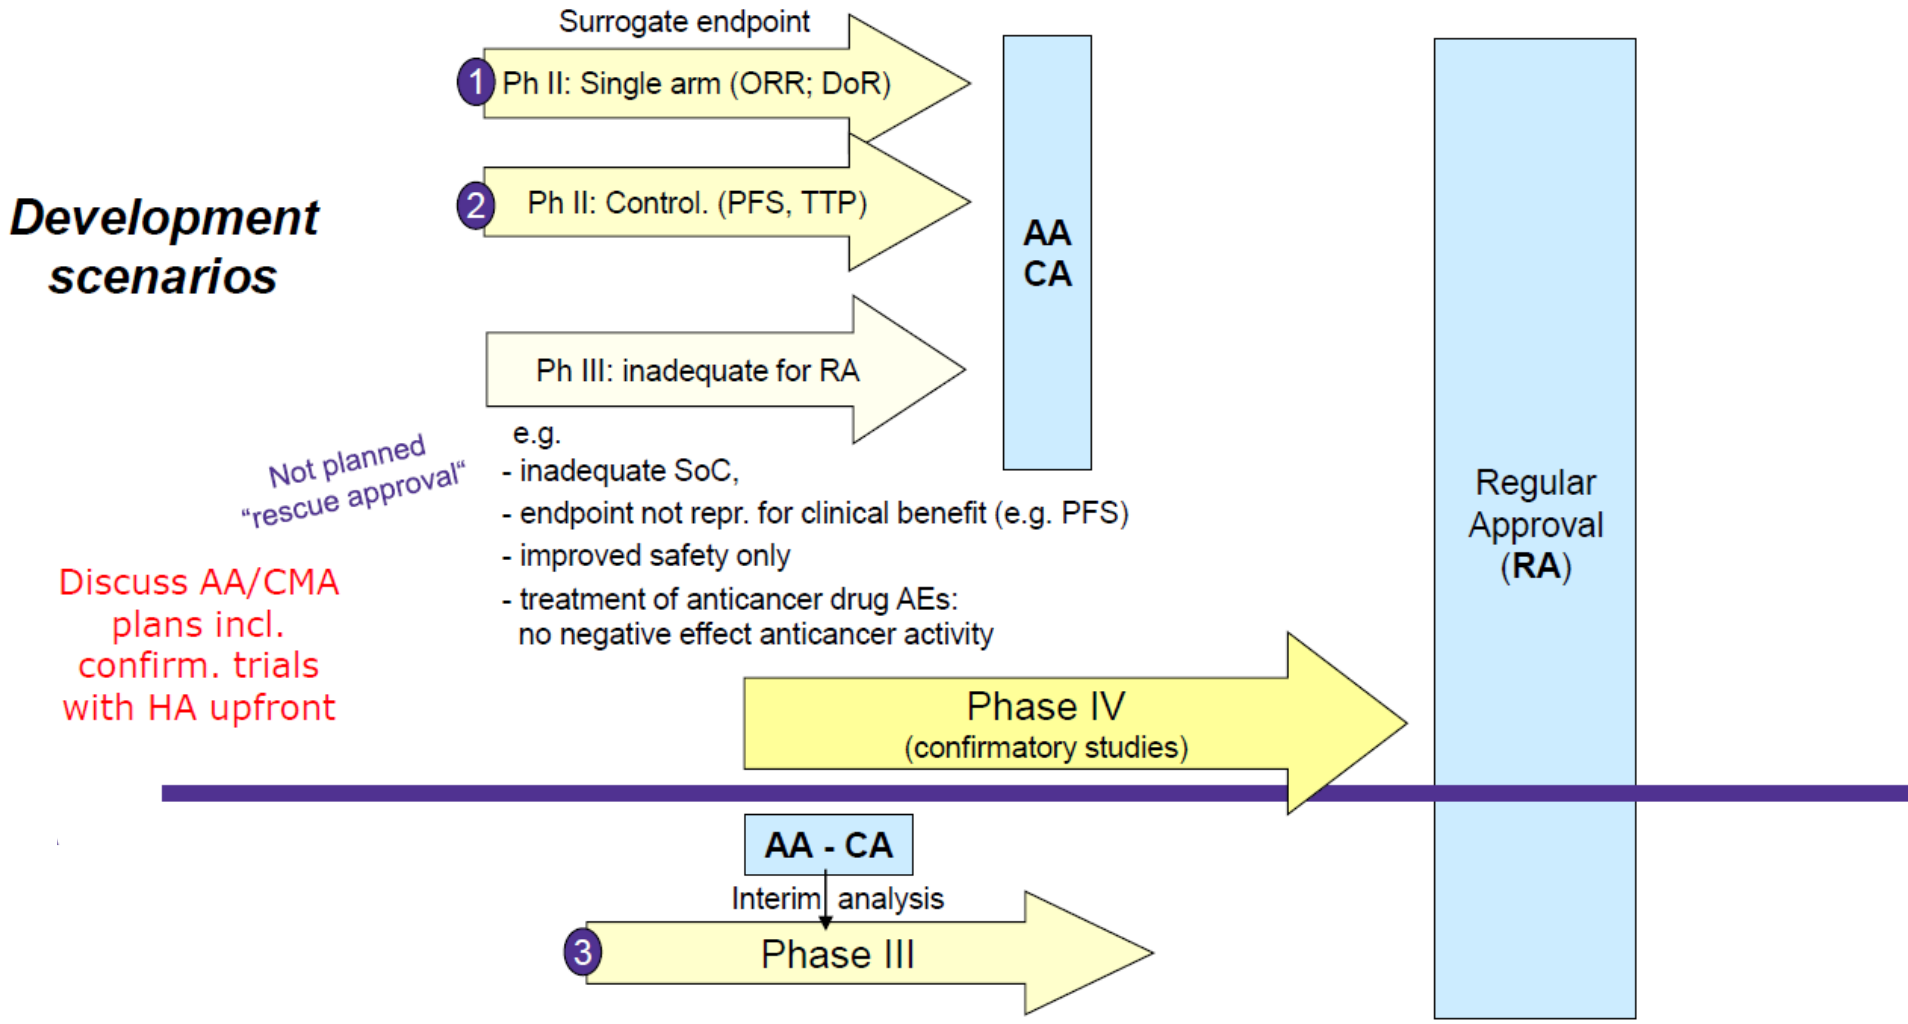 Surrogate endpoint
1 Ph II: Single arm (ORR; DoR)
2 Ph II: Control. (PFS, TTP)
Development
scenarios
AA
CA
Ph III: inadequate for RA
e.g.
- inadequate SoC,
- endpoint not repr. for clinical benefit (e.g. PFS)
- improved safety only
- treatment of anticancer drug AEs:
no negative effect anticancer activity
Not planned
“rescue approval“
Discuss AA/CMA
plans incl.
confirm. trials
with HA upfront
Regular
Approval
(RA)
Phase IV
(confirmatory studies)
AA - CA
Interim analysis
3 Phase III